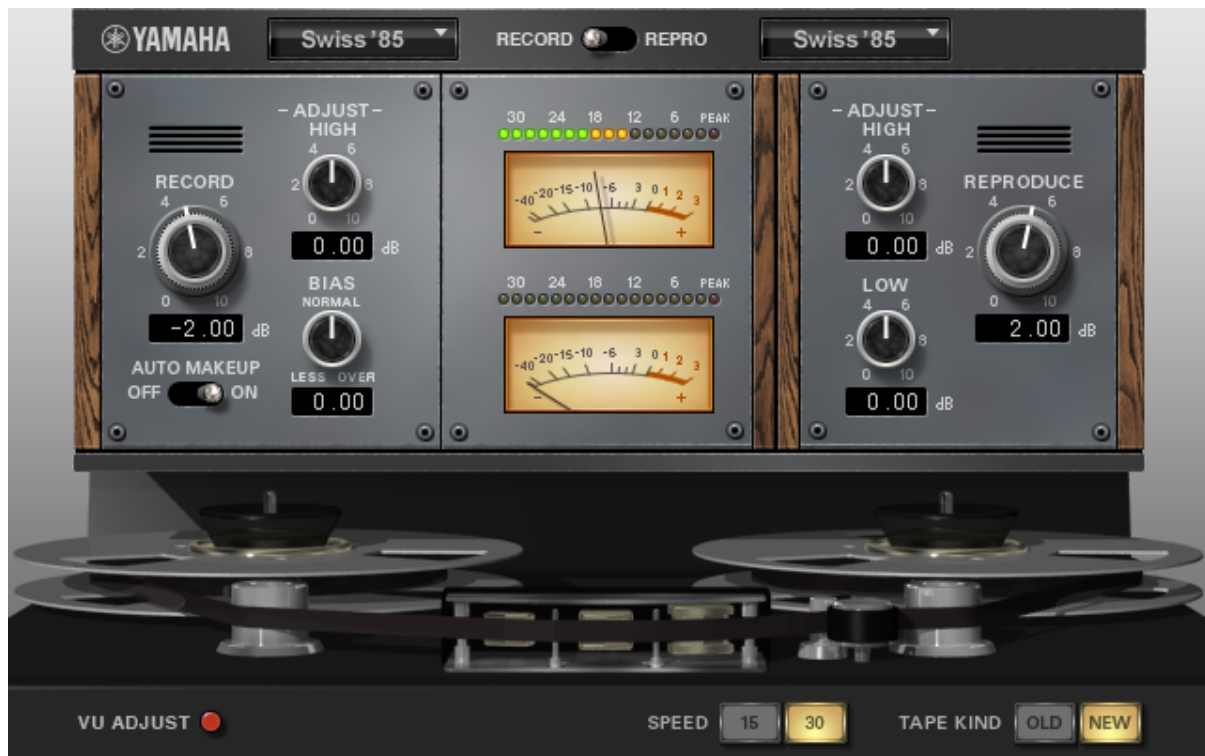 YAMAHA
Swiss '85
RECORD REPRO
Swiss '85
-ADJUST-
HIGH
4 6
2 8
0 10
0.00 dB
RECORD
4 6
2 8
0 10
-2.00 dB
BIAS
NORMAL
LESS OVER
0.00
AUTO MAKEUP
OFF ON
30 24 18 12 6 PEAK
-40 -20 -15 -10 -6 3 0 1 2 3
- +
30 24 18 12 6 PEAK
-40 -20 -15 -10 -6 3 0 1 2 3
- +
-ADJUST-
HIGH
4 6
2 8
0 10
0.00 dB
LOW
4 6
2 8
0 10
0.00 dB
REPRODUCE
4 6
2 8
0 10
2.00 dB
VU ADJUST
SPEED 15 30
TAPE KIND OLD NEW